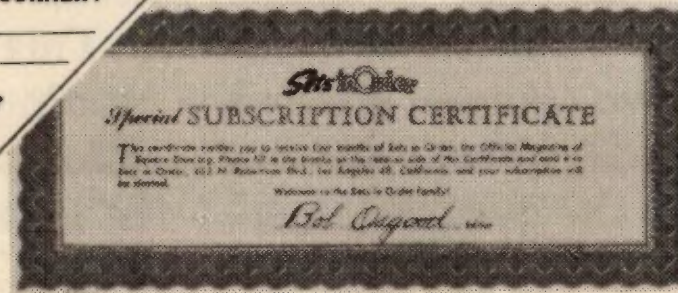 Sets in Order
Special SUBSCRIPTION CERTIFICATE
This certificate entitles you to receive four months of Sets in Order, the Official Magazine of
Square Dancing. Please fill in the blanks on the reverse side of this Certificate and send it to
Sets in Order, 462 N. Robertson Blvd., Los Angeles 48, California, and your subscription will
be started.
Welcome to the Sets in Order family!
Bob Osgood